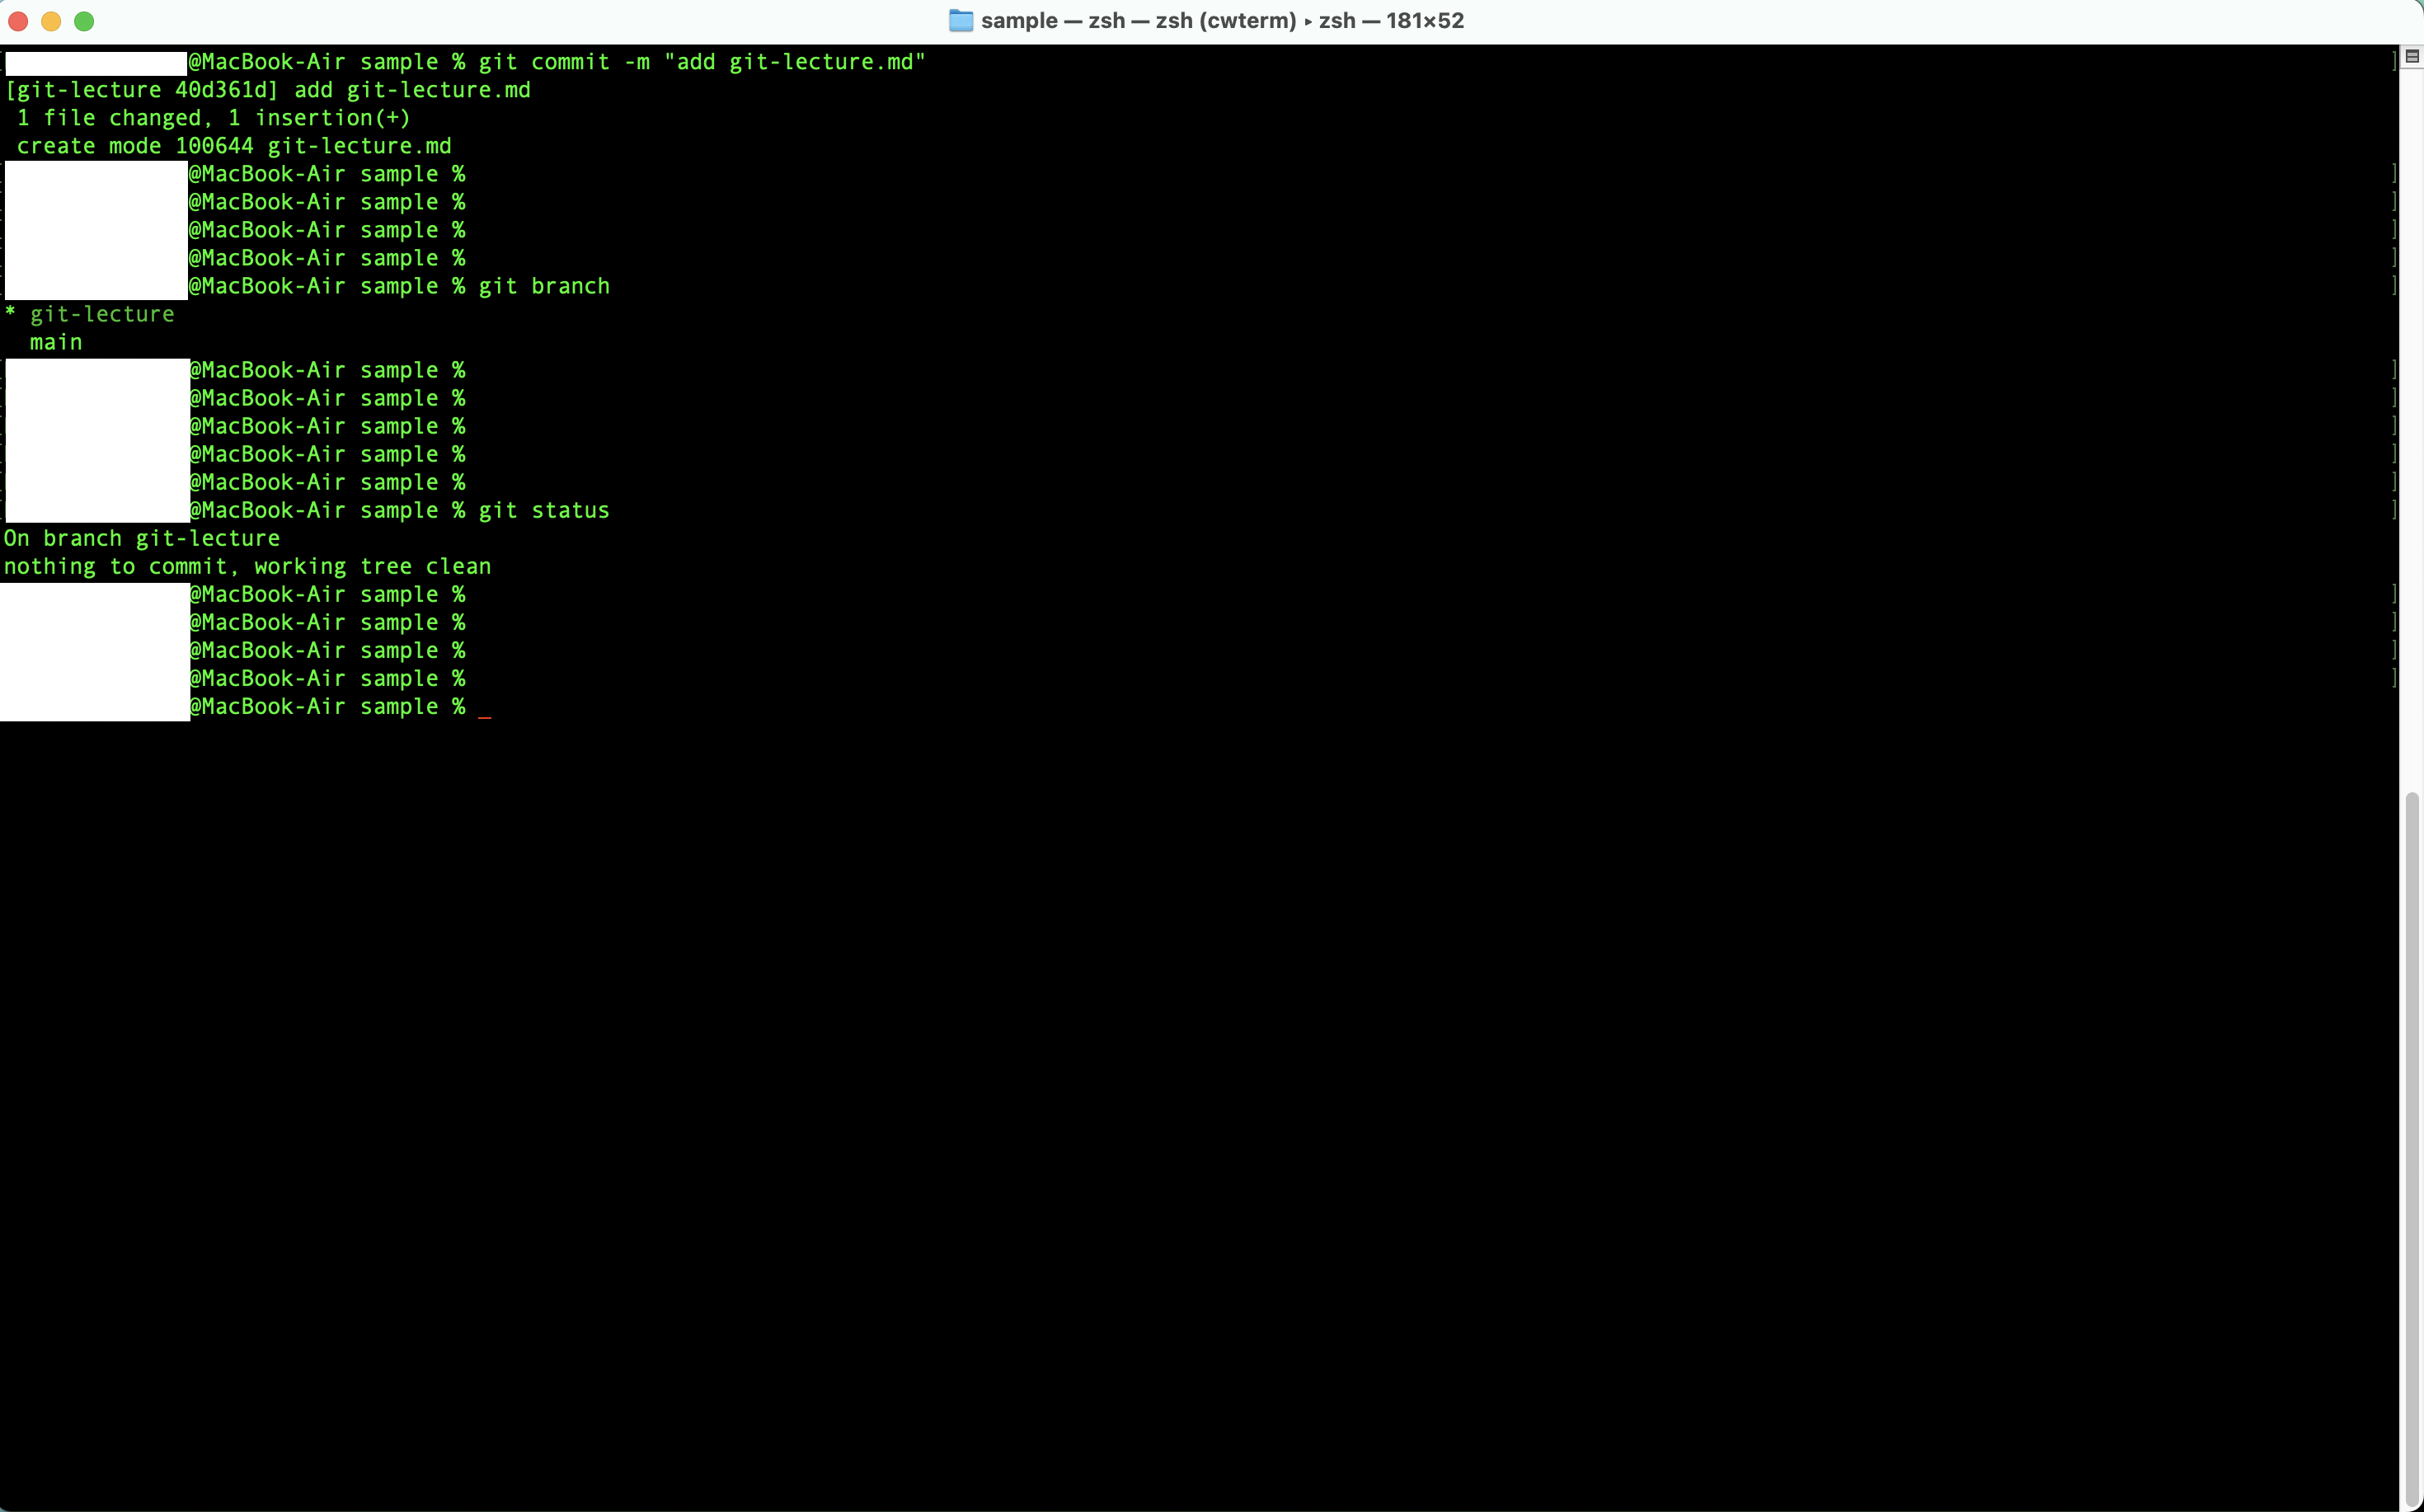 sample — zsh — zsh (cwterm) ▸ zsh — 181×52
@MacBook-Air sample % git commit -m "add git-lecture.md"
[git-lecture 40d361d] add git-lecture.md
 1 file changed, 1 insertion(+)
 create mode 100644 git-lecture.md
@MacBook-Air sample %
@MacBook-Air sample %
@MacBook-Air sample %
@MacBook-Air sample %
@MacBook-Air sample % git branch
* git-lecture
  main
@MacBook-Air sample %
@MacBook-Air sample %
@MacBook-Air sample %
@MacBook-Air sample %
@MacBook-Air sample %
@MacBook-Air sample % git status
On branch git-lecture
nothing to commit, working tree clean
@MacBook-Air sample %
@MacBook-Air sample %
@MacBook-Air sample %
@MacBook-Air sample %
@MacBook-Air sample % _